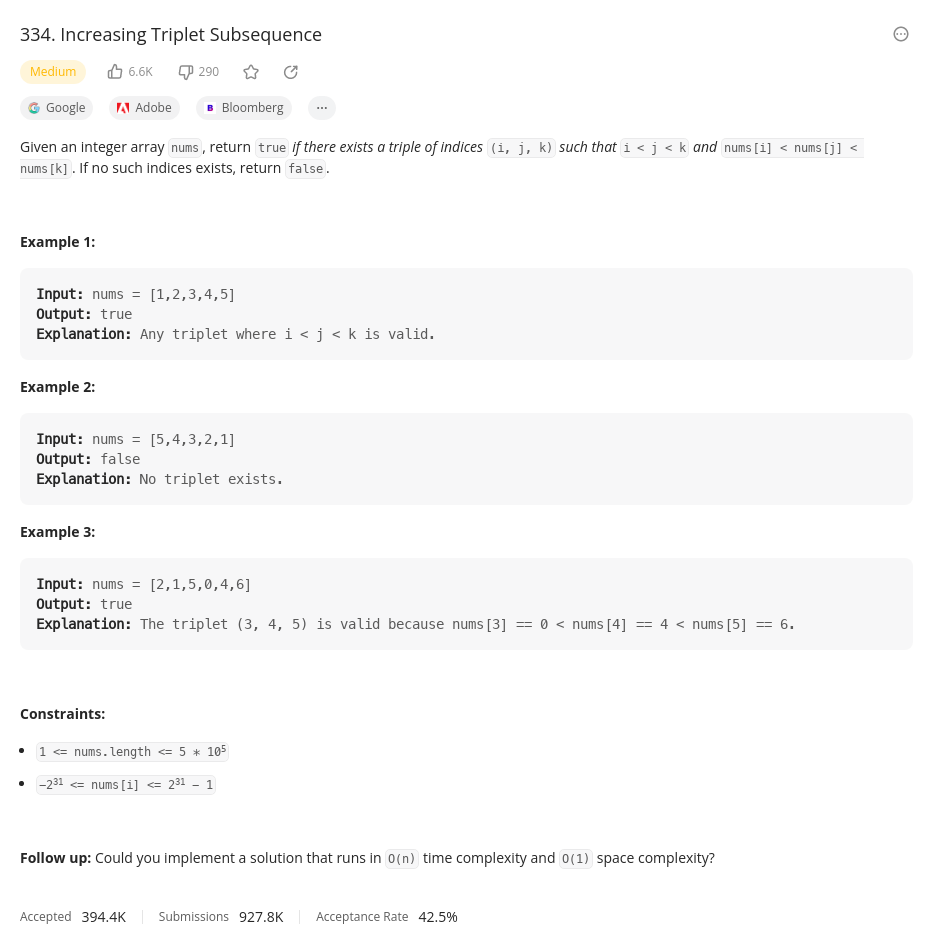 334. Increasing Triplet Subsequence
Medium 6.6K 290
Google Adobe Bloomberg ...
Given an integer array nums, return true if there exists a triple of indices (i, j, k) such that i < j < k and nums[i] < nums[j] <
nums[k]. If no such indices exists, return false.
Example 1:
Input: nums = [1,2,3,4,5]
Output: true
Explanation: Any triplet where i < j < k is valid.
Example 2:
Input: nums = [5,4,3,2,1]
Output: false
Explanation: No triplet exists.
Example 3:
Input: nums = [2,1,5,0,4,6]
Output: true
Explanation: The triplet (3, 4, 5) is valid because nums[3] == 0 < nums[4] == 4 < nums[5] == 6.
Constraints:
• 1 <= nums.length <= 5 * 10⁵
• -2³¹ <= nums[i] <= 2³¹ - 1
Follow up: Could you implement a solution that runs in O(n) time complexity and O(1) space complexity?
Accepted 394.4K Submissions 927.8K Acceptance Rate 42.5%